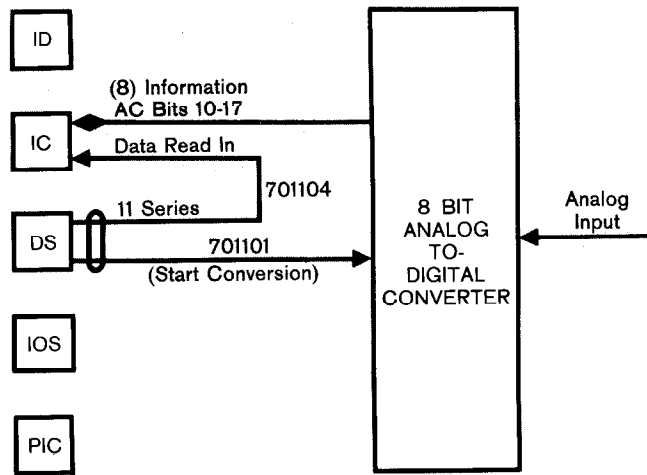 ID
(8) Information
AC Bits 10-17
IC
Data Read In
701104
11 Series
DS
701101
(Start Conversion)
8 BIT
ANALOG
TO-
DIGITAL
CONVERTER
Analog
Input
IOS
PIC